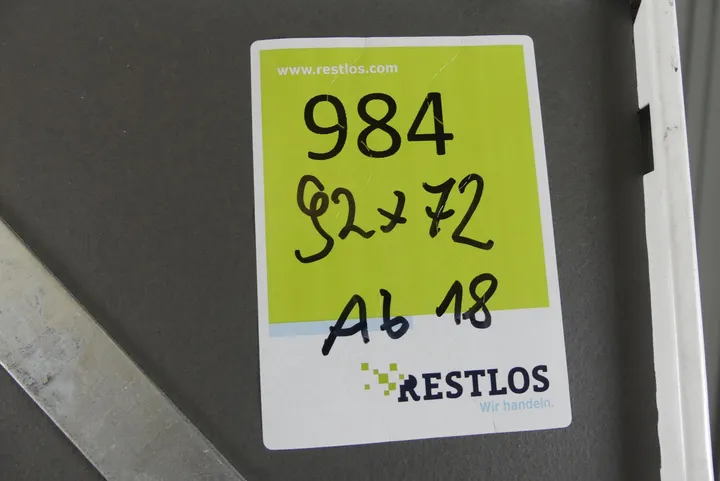 www.restlos.com
984
92x72
Ab 18
RESTLOS
Wir handeln.